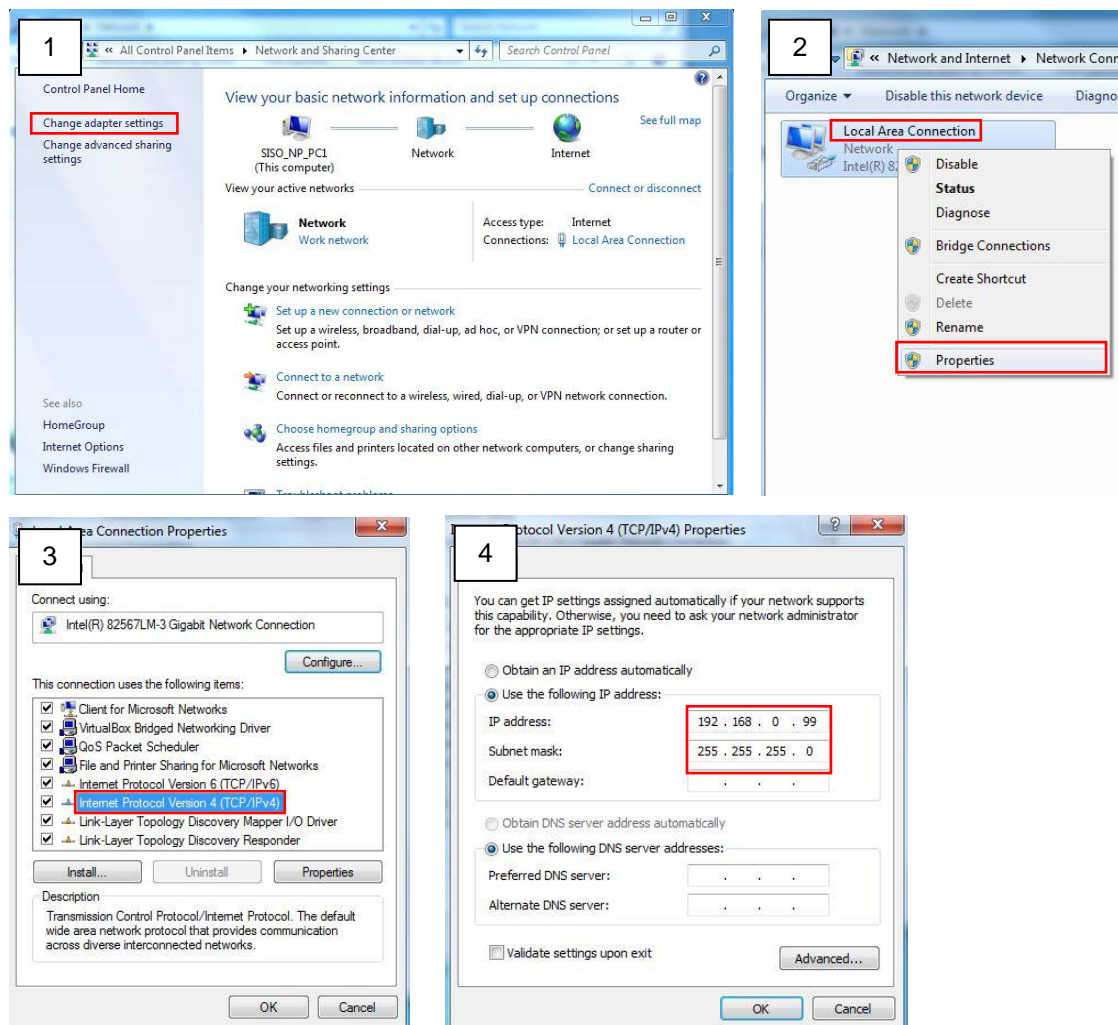 1
« All Control Panel Items ▸ Network and Sharing Center
Search Control Panel
Control Panel Home
Change adapter settings
Change advanced sharing
settings
See also
HomeGroup
Internet Options
Windows Firewall
View your basic network information and set up connections
See full map
SISO_NP_PC1
(This computer)
Network
Internet
View your active networks
Connect or disconnect
Network
Work network
Access type: Internet
Connections: Local Area Connection
Change your networking settings
Set up a new connection or network
Set up a wireless, broadband, dial-up, ad hoc, or VPN connection; or set up a router or
access point.
Connect to a network
Connect or reconnect to a wireless, wired, dial-up, or VPN network connection.
Choose homegroup and sharing options
Access files and printers located on other network computers, or change sharing
settings.
2
« Network and Internet ▸ Network Conn
Organize Disable this network device Diagno
Local Area Connection
Network
Intel(R) 8
Disable
Status
Diagnose
Bridge Connections
Create Shortcut
Delete
Rename
Properties
3
ea Connection Properties
Connect using:
Intel(R) 82567LM-3 Gigabit Network Connection
Configure...
This connection uses the following items:
Client for Microsoft Networks
VirtualBox Bridged Networking Driver
QoS Packet Scheduler
File and Printer Sharing for Microsoft Networks
Internet Protocol Version 6 (TCP/IPv6)
Internet Protocol Version 4 (TCP/IPv4)
Link-Layer Topology Discovery Mapper I/O Driver
Link-Layer Topology Discovery Responder
Install... Uninstall Properties
Description
Transmission Control Protocol/Internet Protocol. The default
wide area network protocol that provides communication
across diverse interconnected networks.
OK Cancel
4
otocol Version 4 (TCP/IPv4) Properties
You can get IP settings assigned automatically if your network supports
this capability. Otherwise, you need to ask your network administrator
for the appropriate IP settings.
Obtain an IP address automatically
Use the following IP address:
IP address: 192 . 168 . 0 . 99
Subnet mask: 255 . 255 . 255 . 0
Default gateway: . . .
Obtain DNS server address automatically
Use the following DNS server addresses:
Preferred DNS server: . . .
Alternate DNS server: . . .
Validate settings upon exit
Advanced...
OK Cancel